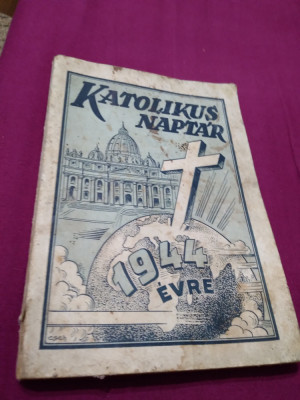 KATOLIKUS
NAPTÁR
1944
ÉVRE